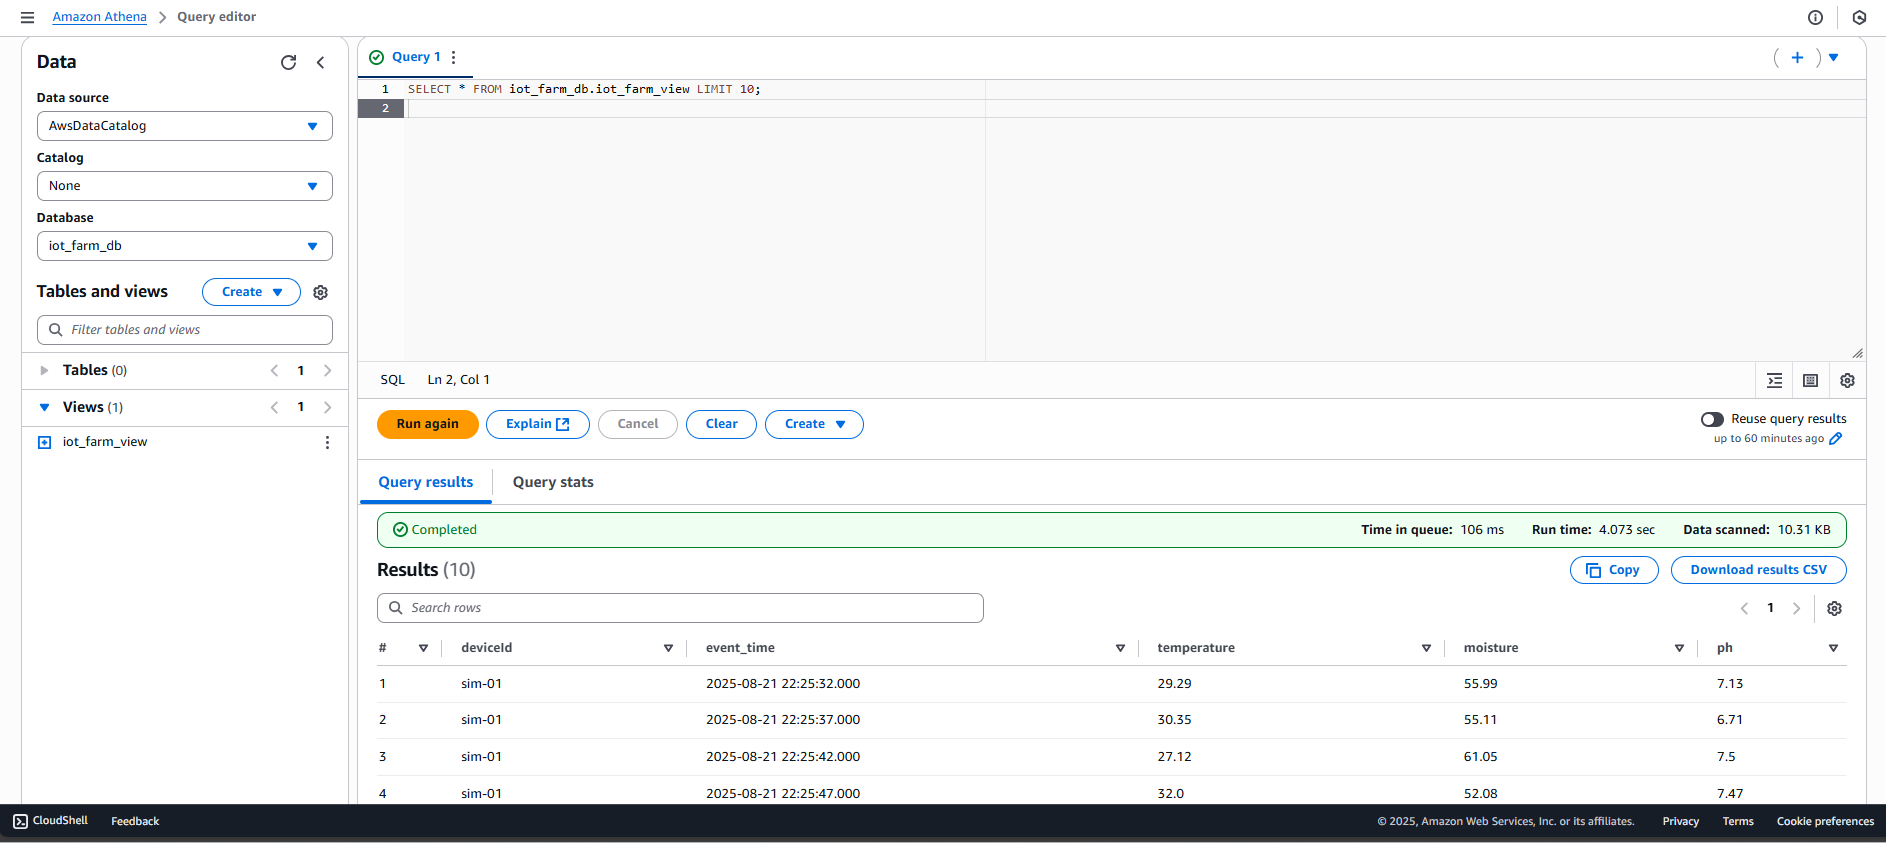 Amazon Athena > Query editor
Data
Data source
AwsDataCatalog
Catalog
None
Database
iot_farm_db
Tables and views
Create
Filter tables and views
Tables (0) 1
Views (1) 1
iot_farm_view
Query 1
1 SELECT * FROM iot_farm_db.iot_farm_view LIMIT 10;
2
SQL Ln 2, Col 1
Run again Explain Cancel Clear Create
Reuse query results
up to 60 minutes ago
Query results Query stats
Completed Time in queue: 106 ms Run time: 4.073 sec Data scanned: 10.31 KB
Results (10) Copy Download results CSV
Search rows 1
# deviceId event_time temperature moisture ph
1 sim-01 2025-08-21 22:25:32.000 29.29 55.99 7.13
2 sim-01 2025-08-21 22:25:37.000 30.35 55.11 6.71
3 sim-01 2025-08-21 22:25:42.000 27.12 61.05 7.5
4 sim-01 2025-08-21 22:25:47.000 32.0 52.08 7.47
CloudShell Feedback © 2025, Amazon Web Services, Inc. or its affiliates. Privacy Terms Cookie preferences